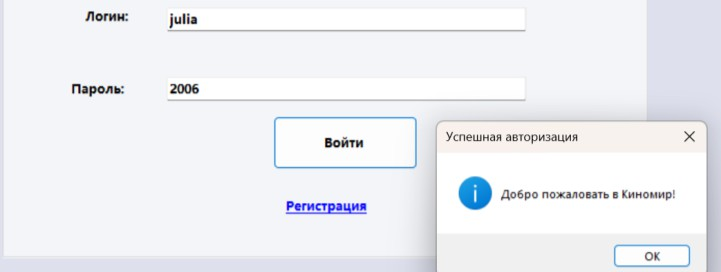 Логин: julia
Пароль: 2006
Войти
Регистрация
Успешная авторизация
Добро пожаловать в Киномир!
OK